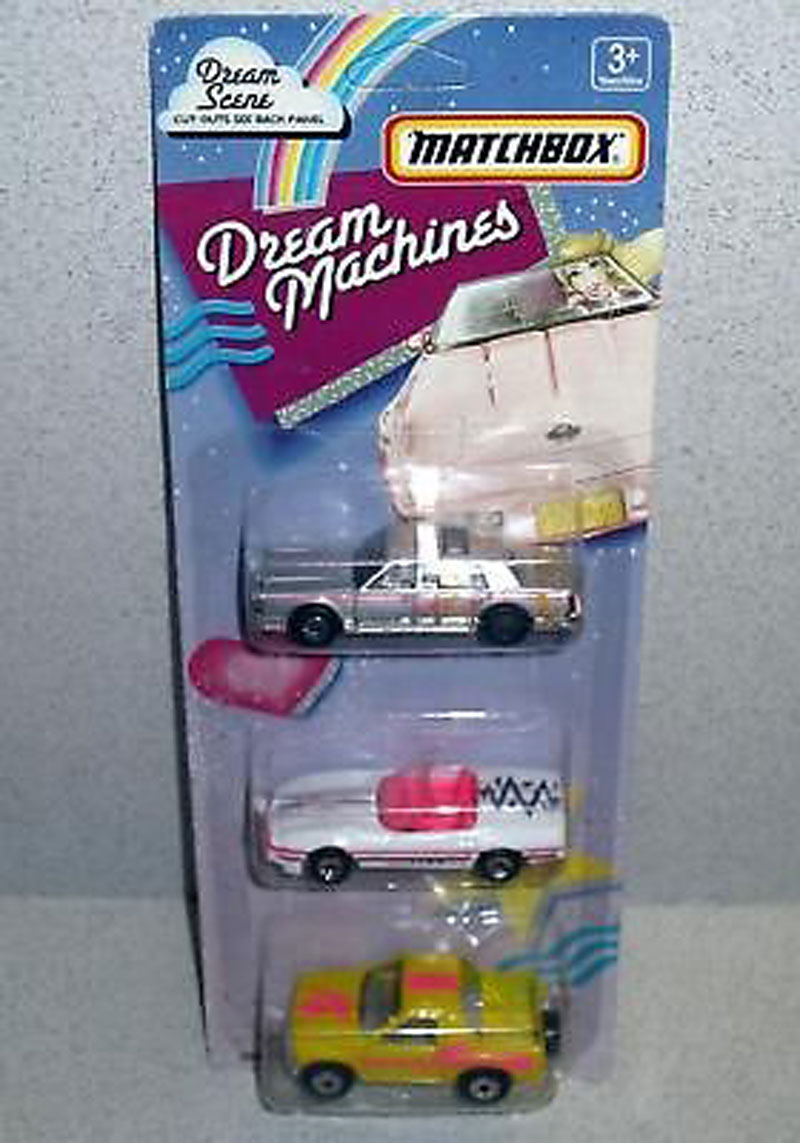 Dream
Scene
CUT OUTS SEE BACK PANEL
3+
MATCHBOX
Dream
Machines